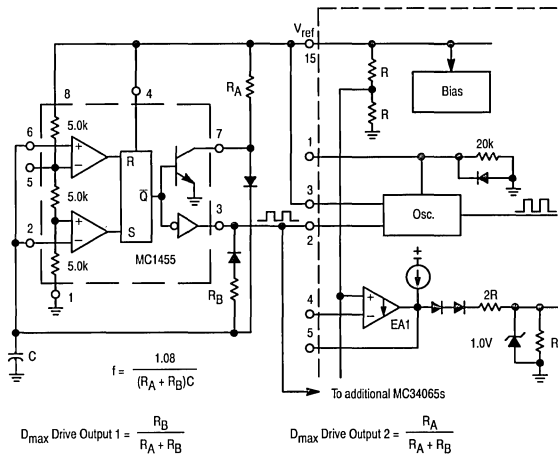 V_ref
15
R_A
R
R
Bias
8
4
5.0k
6
+
−
R
7
5
5.0k
Q̅
1
20k
3
Osc.
2
+
−
S
3
2
5.0k
MC1455
1
R_B
+
4
+
−
EA1
5
2R
1.0V
R
C
f = 1.08 / (R_A + R_B)C
To additional MC34065s
D_max Drive Output 1 = R_B / (R_A + R_B)
D_max Drive Output 2 = R_A / (R_A + R_B)